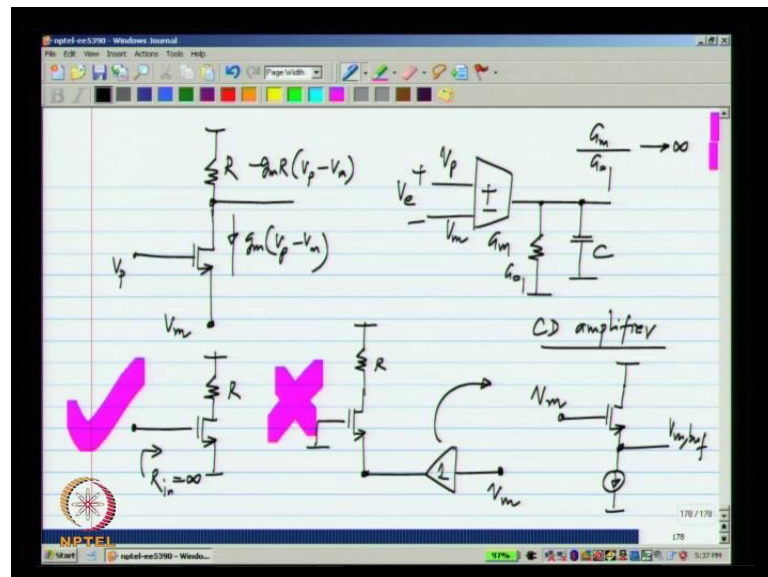 nptel-ee5390 - Windows Journal
File Edit View Insert Actions Tools Help
Page Width
B I
R -gmR(Vp-Vm)
gm(Vp-Vm)
Vp
Vm
Vp
+
Ve
-
Vm
+
-
Gm
Go1
C
Gm
Go1
→∞
CD amplifier
R
Rin=∞
R
1
Vm
Vm
Vm,buf
NPTEL
178 / 178
178
Start
nptel-ee5390 - Windo...
97%
5:37 PM